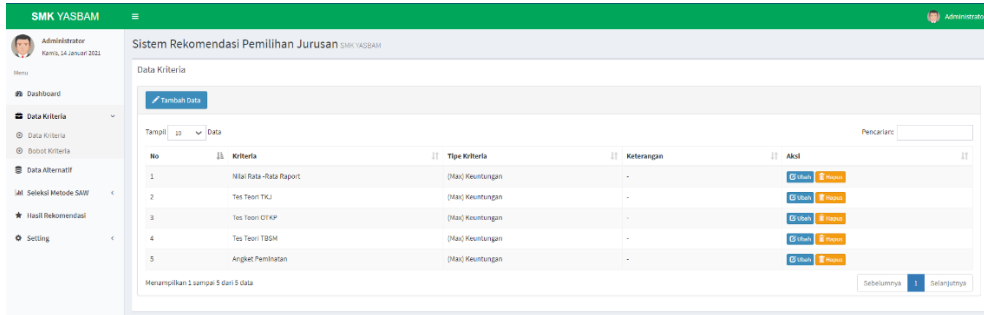 SMK YASBAM
Administrato
Administrator
Kamis, 14 Januari 2021
Menu
Dashboard
Data Kriteria
Data Kriteria
Bobot Kriteria
Data Alternatif
Seleksi Metode SAW
Hasil Rekomendasi
Setting
Sistem Rekomendasi Pemilihan Jurusan SMK YASBAM
Data Kriteria
Tambah Data
Tampil 10 Data
Pencarian:
No Kriteria Tipe Kriteria Keterangan Aksi
1 Nilai Rata -Rata Raport (Max) Keuntungan - Ubah Hapus
2 Tes Teori TKJ (Max) Keuntungan - Ubah Hapus
3 Tes Teori OTKP (Max) Keuntungan - Ubah Hapus
4 Tes Teori TBSM (Max) Keuntungan - Ubah Hapus
5 Angket Peminatan (Max) Keuntungan - Ubah Hapus
Menampilkan 1 sampai 5 dari 5 data
Sebelumnya 1 Selanjutnya